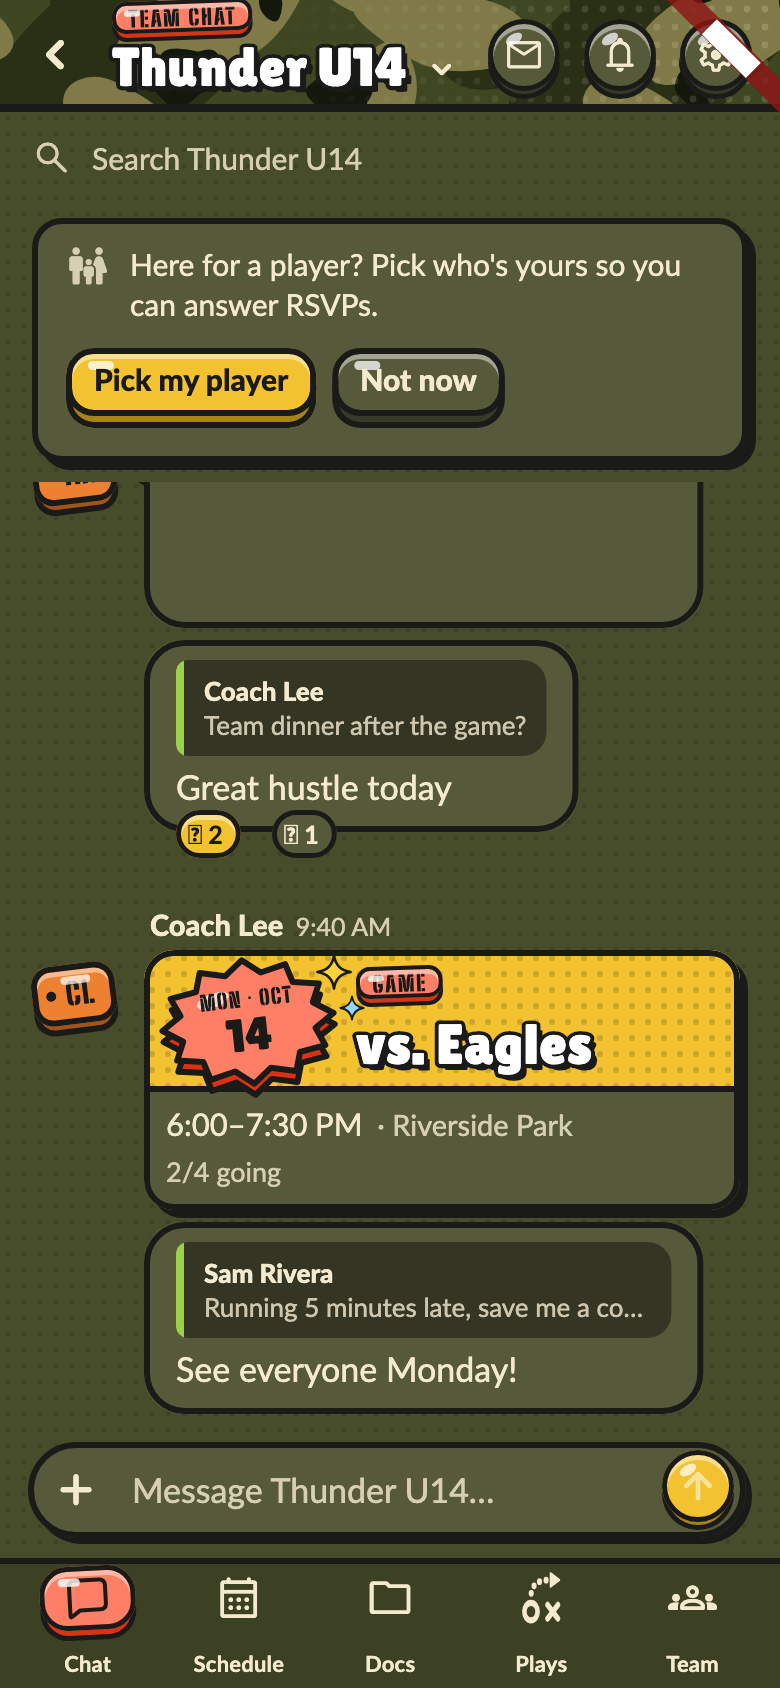 TEAM CHAT
Thunder U14
Search Thunder U14
Here for a player? Pick who's yours so you
can answer RSVPs.
Pick my player
Not now
Coach Lee
Team dinner after the game?
Great hustle today
2
1
Coach Lee 9:40 AM
CL
MON · OCT
14
GAME
vs. Eagles
6:00–7:30 PM · Riverside Park
2/4 going
Sam Rivera
Running 5 minutes late, save me a co...
See everyone Monday!
Message Thunder U14...
Chat
Schedule
Docs
OX
Plays
Team